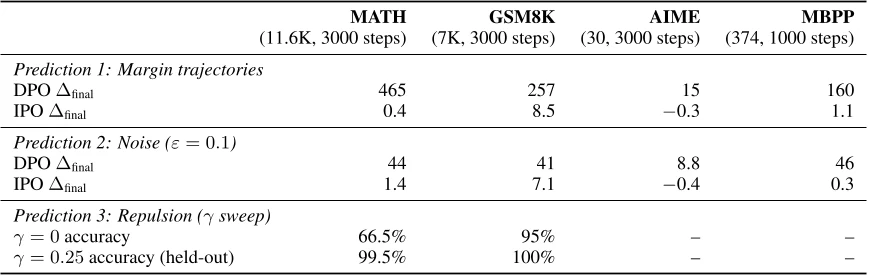 MATH GSM8K AIME MBPP
(11.6K, 3000 steps) (7K, 3000 steps) (30, 3000 steps) (374, 1000 steps)
Prediction 1: Margin trajectories
DPO Δfinal 465 257 15 160
IPO Δfinal 0.4 8.5 −0.3 1.1
Prediction 2: Noise (ε = 0.1)
DPO Δfinal 44 41 8.8 46
IPO Δfinal 1.4 7.1 −0.4 0.3
Prediction 3: Repulsion (γ sweep)
γ = 0 accuracy 66.5% 95% – –
γ = 0.25 accuracy (held-out) 99.5% 100% – –